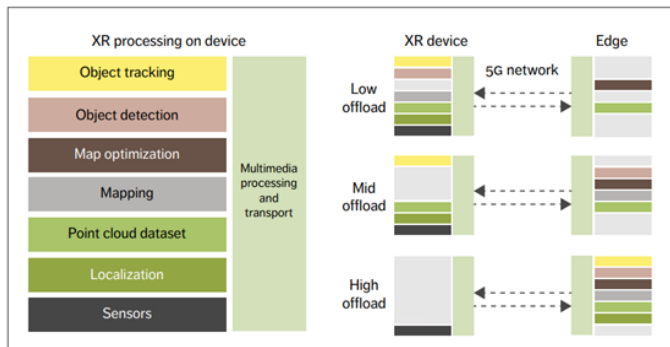 XR processing on device
Object tracking
Object detection
Map optimization
Mapping
Point cloud dataset
Localization
Sensors
Multimedia
processing
and
transport
XR device
5G network
Edge
Low
offload
Mid
offload
High
offload